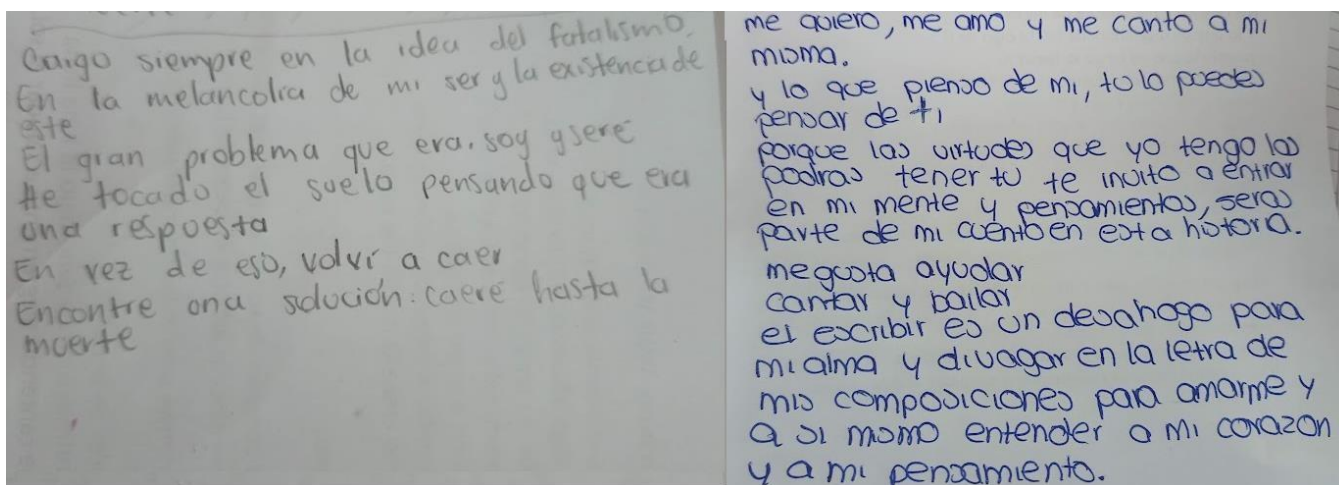 Caigo siempre en la idea del fatalismo.
En la melancolia de mi ser y la existencia de
este
El gran problema que era, soy y seré
He tocado el suelo pensando que era
una respuesta
En vez de eso, volví a caer
Encontre una solución: caere hasta la
muerte
me quiero, me amo y me canto a mi
misma.
y lo que pienso de mi, tu lo puedes
pensar de ti
porque las virtudes que yo tengo las
podras tener tu te invito a entrar
en mi mente y pensamientos, seras
parte de mi cuento en esta historia.
me gusta ayudar
cantar y bailar
el escribir es un desahogo para
mi alma y divagar en la letra de
mis composiciones para amarme y
a si mismo entender a mi corazon
y a mi pensamiento.